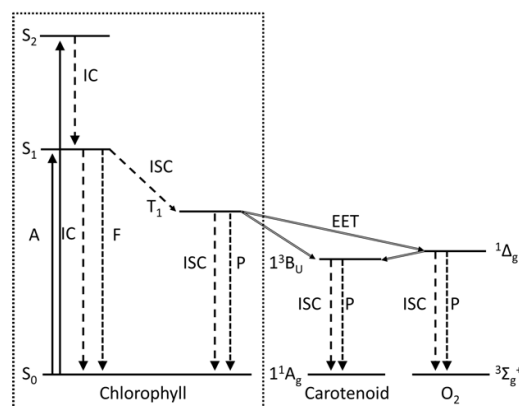 S₂
IC
S₁
ISC
T₁
EET
¹Δg
A
IC
F
ISC
P
1³BU
ISC
P
ISC
P
S₀
Chlorophyll
1¹Ag
Carotenoid
O₂
³Σg⁺